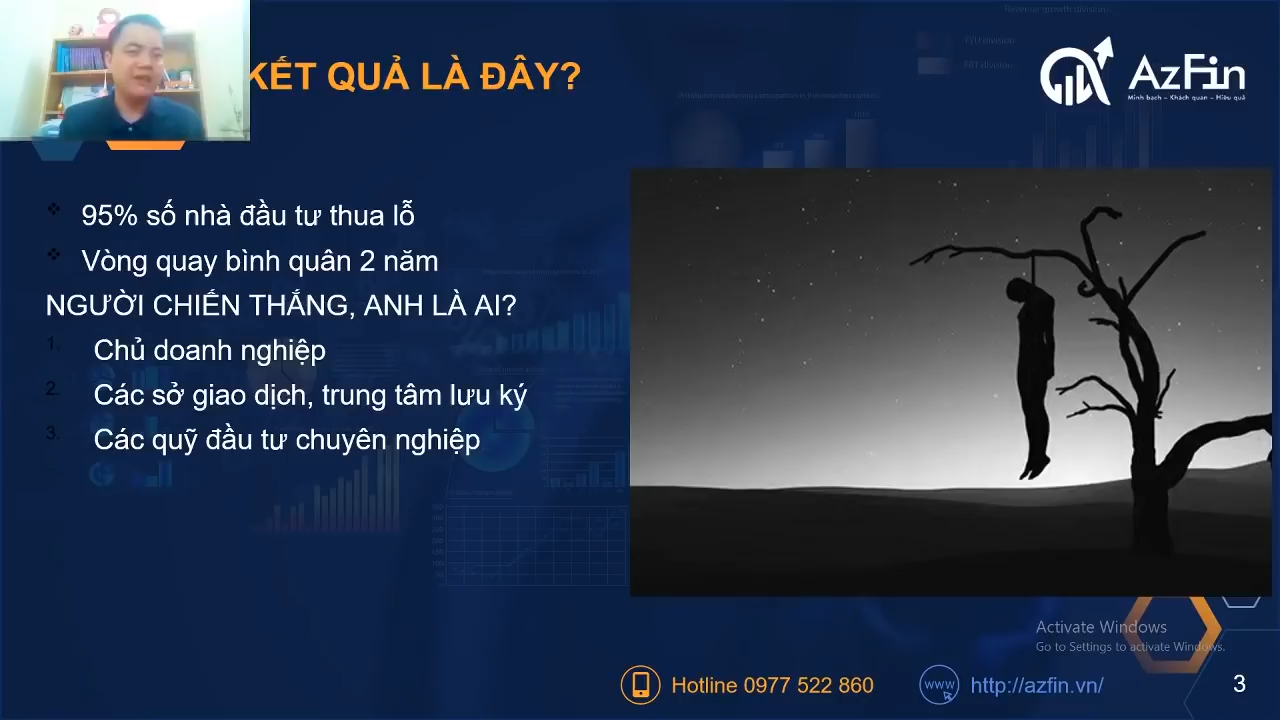 KẾT QUẢ LÀ ĐÂY?
AzFin
Minh bạch – Khách quan – Hiệu quả
95% số nhà đầu tư thua lỗ
Vòng quay bình quân 2 năm
NGƯỜI CHIẾN THẮNG, ANH LÀ AI?
1. Chủ doanh nghiệp
2. Các sở giao dịch, trung tâm lưu ký
3. Các quỹ đầu tư chuyên nghiệp
Activate Windows
Go to Settings to activate Windows.
Hotline 0977 522 860
www
http://azfin.vn/
3